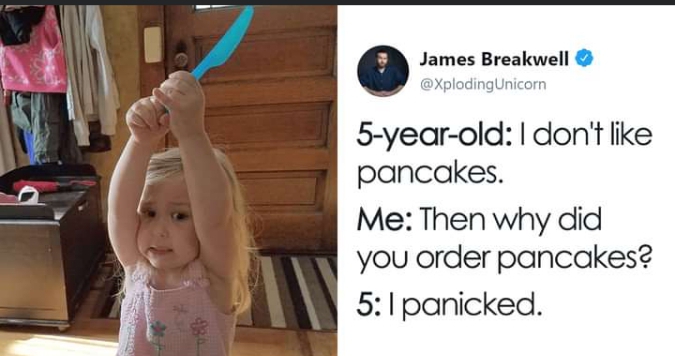 James Breakwell
@XplodingUnicorn
5-year-old: I don't like
pancakes.
Me: Then why did
you order pancakes?
5: I panicked.